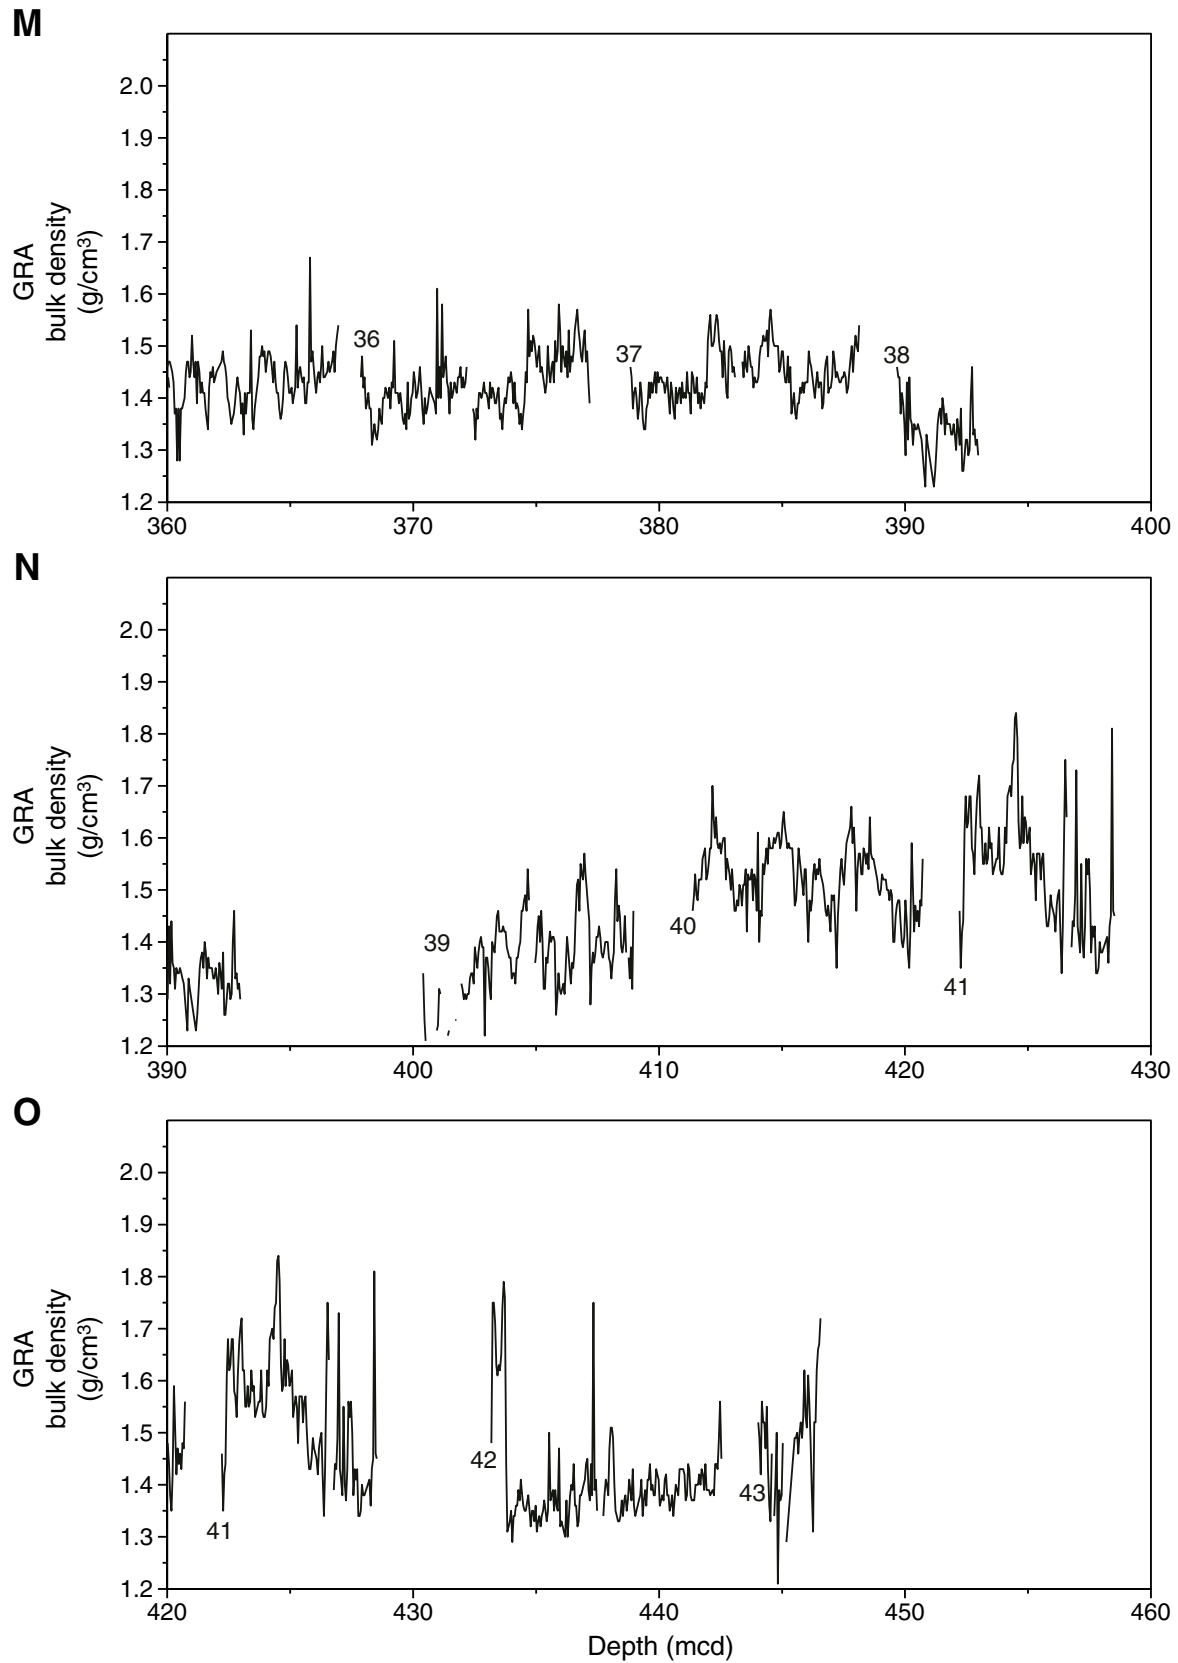 M
2.0
1.9
1.8
1.7
1.6
1.5
1.4
1.3
1.2
GRA
bulk density
(g/cm³)
36
37
38
360 370 380 390 400
N
2.0
1.9
1.8
1.7
1.6
1.5
1.4
1.3
1.2
GRA
bulk density
(g/cm³)
39
40
41
390 400 410 420 430
O
2.0
1.9
1.8
1.7
1.6
1.5
1.4
1.3
1.2
GRA
bulk density
(g/cm³)
41
42
43
420 430 440 450 460
Depth (mcd)